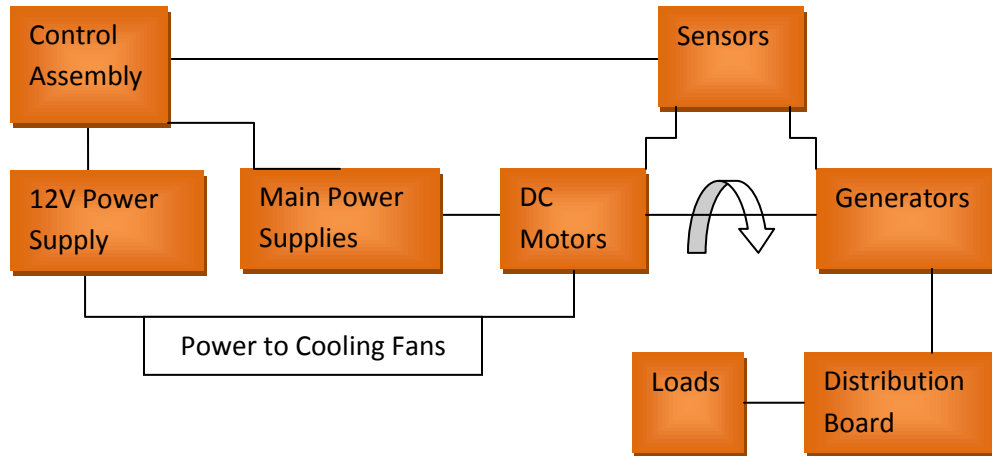 Control
Assembly
Sensors
12V Power
Supply
Main Power
Supplies
DC
Motors
Generators
Power to Cooling Fans
Loads
Distribution
Board